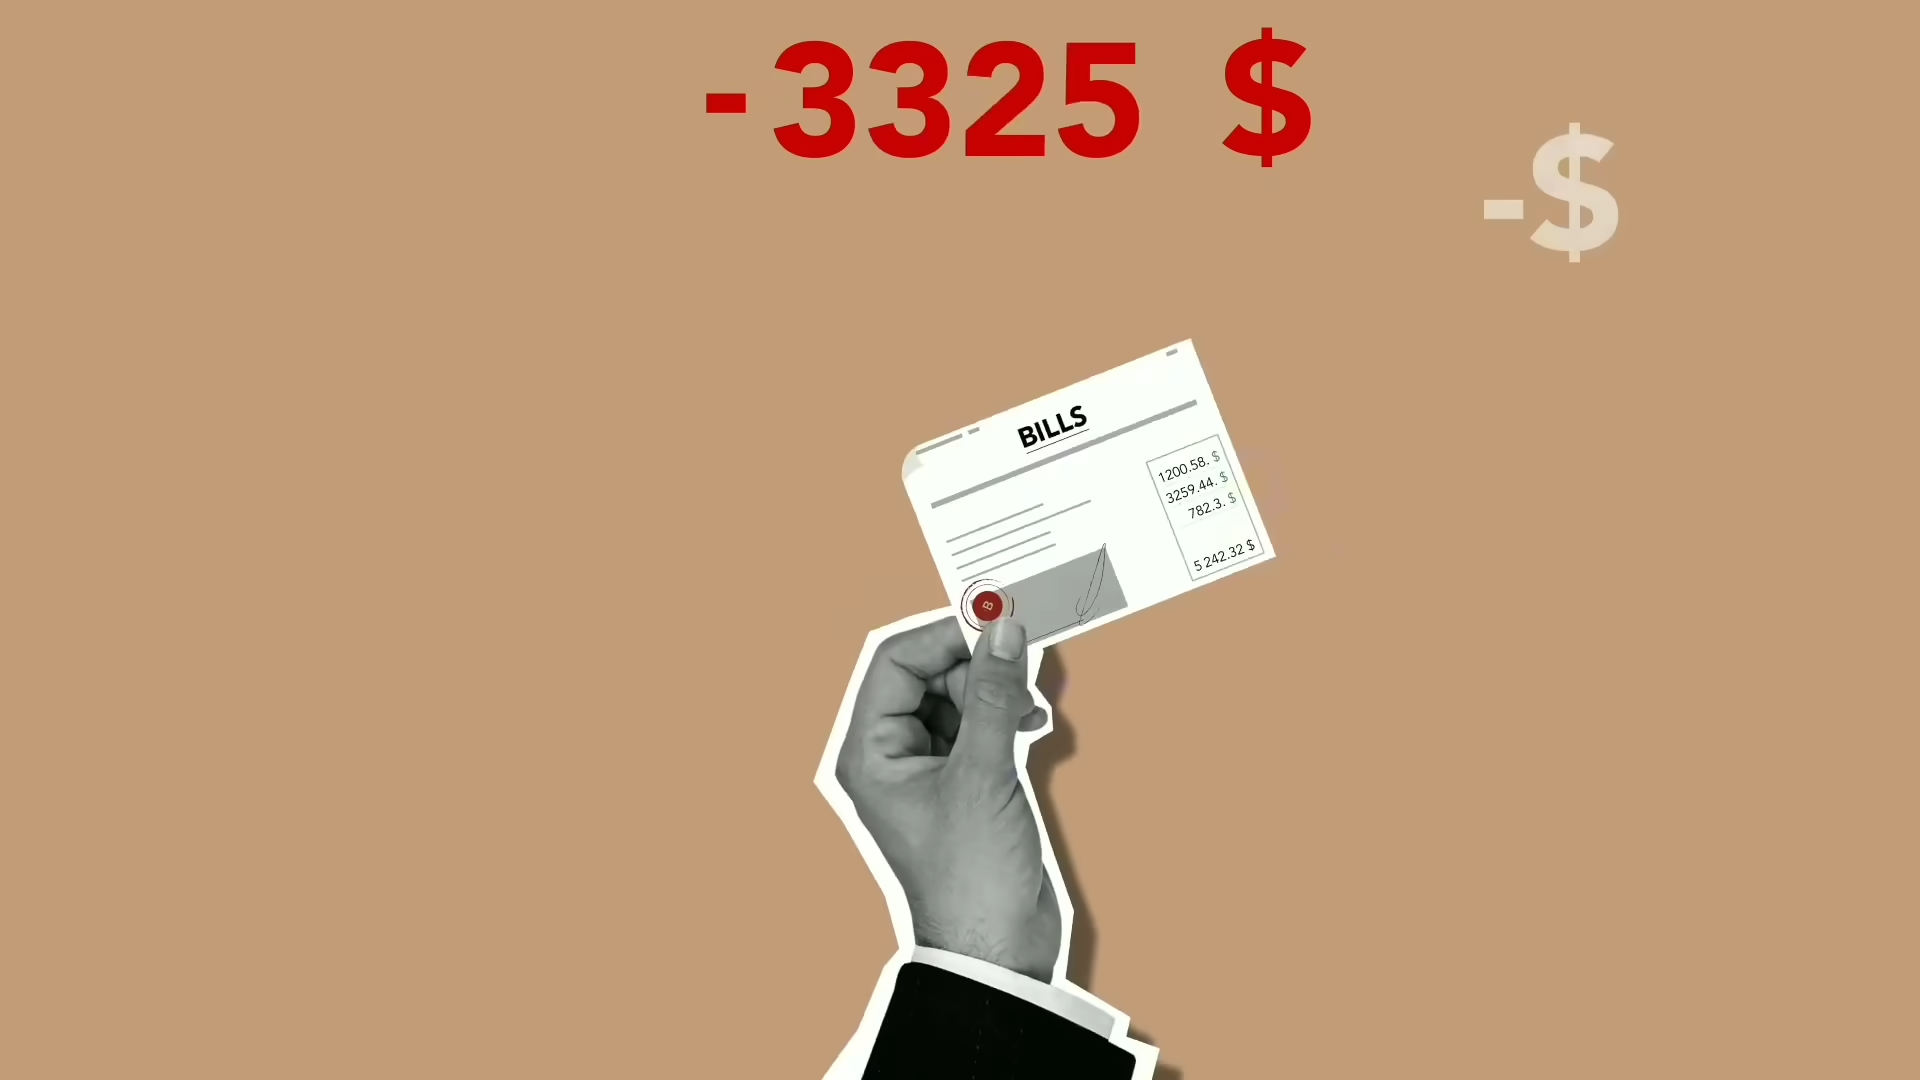 -3325 $
-$
BILLS
1200.58. $
3259.44. $
782.3. $
5 242.32 $
B